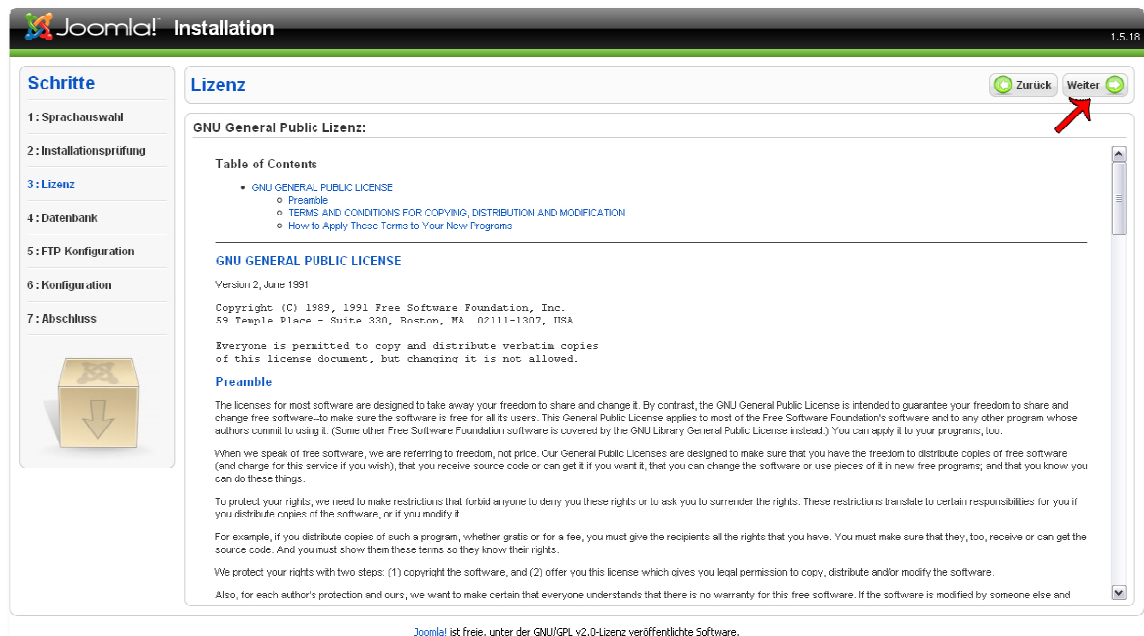 Joomla! Installation
1.5.18
Schritte
1 : Sprachauswahl
2 : Installationsprüfung
3 : Lizenz
4 : Datenbank
5 : FTP Konfiguration
6 : Konfiguration
7 : Abschluss
Lizenz
Zurück
Weiter
GNU General Public Lizenz:
Table of Contents
• GNU GENERAL PUBLIC LICENSE
○ Preamble
○ TERMS AND CONDITIONS FOR COPYING, DISTRIBUTION AND MODIFICATION
○ How to Apply These Terms to Your New Programs
GNU GENERAL PUBLIC LICENSE
Version 2, June 1991
Copyright (C) 1989, 1991 Free Software Foundation, Inc.
59 Temple Place - Suite 330, Boston, MA 02111-1307, USA
Everyone is permitted to copy and distribute verbatim copies
of this license document, but changing it is not allowed.
Preamble
The licenses for most software are designed to take away your freedom to share and change it. By contrast, the GNU General Public License is intended to guarantee your freedom to share and
change free software--to make sure the software is free for all its users. This General Public License applies to most of the Free Software Foundation's software and to any other program whose
authors commit to using it. (Some other Free Software Foundation software is covered by the GNU Library General Public License instead.) You can apply it to your programs, too.
When we speak of free software, we are referring to freedom, not price. Our General Public Licenses are designed to make sure that you have the freedom to distribute copies of free software
(and charge for this service if you wish), that you receive source code or can get it if you want it, that you can change the software or use pieces of it in new free programs; and that you know you
can do these things.
To protect your rights, we need to make restrictions that forbid anyone to deny you these rights or to ask you to surrender the rights. These restrictions translate to certain responsibilities for you if
you distribute copies of the software, or if you modify it.
For example, if you distribute copies of such a program, whether gratis or for a fee, you must give the recipients all the rights that you have. You must make sure that they, too, receive or can get the
source code. And you must show them these terms so they know their rights.
We protect your rights with two steps: (1) copyright the software, and (2) offer you this license which gives you legal permission to copy, distribute and/or modify the software.
Also, for each author's protection and ours, we want to make certain that everyone understands that there is no warranty for this free software. If the software is modified by someone else and
Joomla! ist freie, unter der GNU/GPL v2.0-Lizenz veröffentlichte Software.